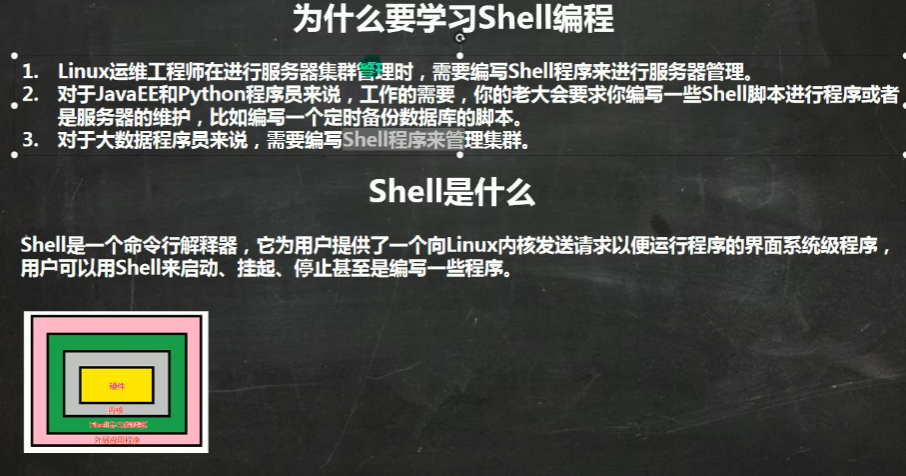 为什么要学习Shell编程
1. Linux运维工程师在进行服务器集群管理时，需要编写Shell程序来进行服务器管理。
2. 对于JavaEE和Python程序员来说，工作的需要，你的老大会要求你编写一些Shell脚本进行程序或者
是服务器的维护，比如编写一个定时备份数据库的脚本。
3. 对于大数据程序员来说，需要编写Shell程序来管理集群。
Shell是什么
Shell是一个命令行解释器，它为用户提供了一个向Linux内核发送请求以便运行程序的界面系统级程序，
用户可以用Shell来启动、挂起、停止甚至是编写一些程序。
硬件
内核
外层应用程序